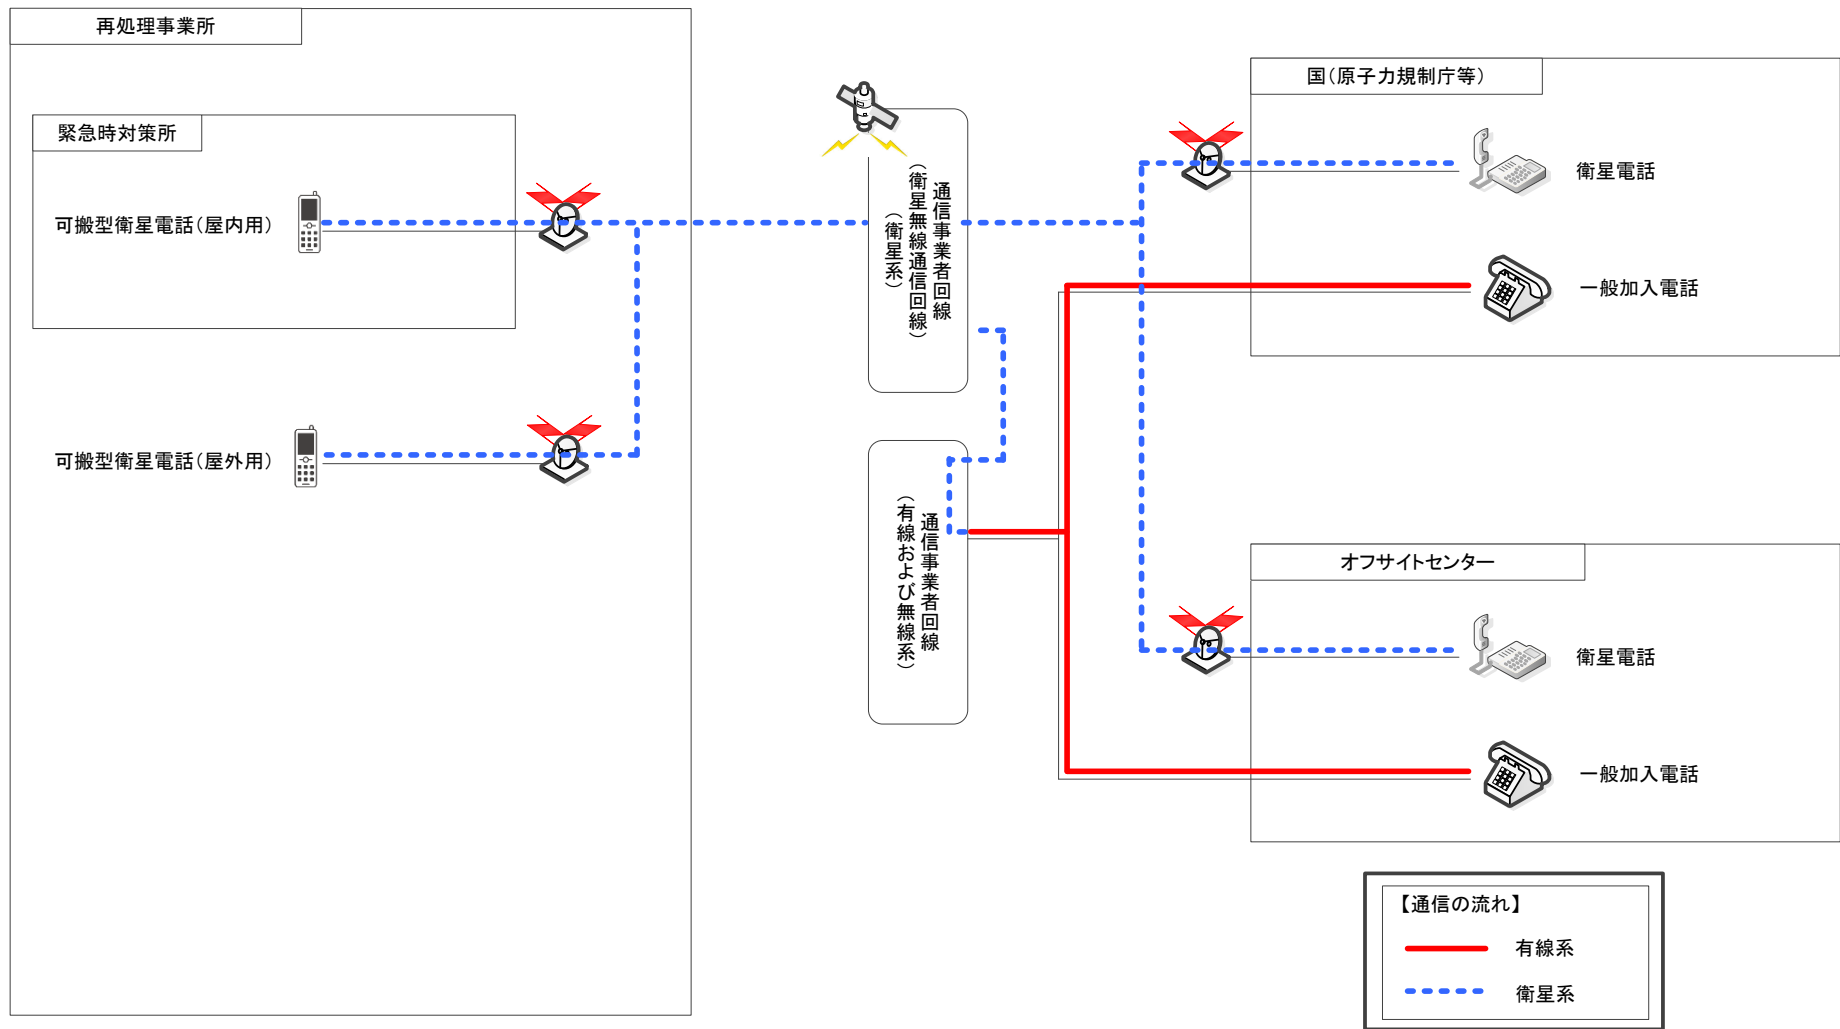 再処理事業所
緊急時対策所
可搬型衛星電話(屋内用)
可搬型衛星電話(屋外用)
通信事業者回線
(衛星無線通信回線)
(衛星系)
通信事業者回線
(有線および無線系)
国(原子力規制庁等)
衛星電話
一般加入電話
オフサイトセンター
衛星電話
一般加入電話
【通信の流れ】
有線系
衛星系